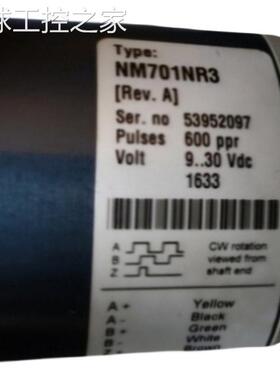 球工控之家
Type:
NM701NR3
[Rev. A]
Ser. no 53952097
Pulses 600 ppr
Volt 9..30 Vdc
1633
A
B
Z
CW rotation
viewed from
shaft end
A + Yellow
A - Black
B + Green
B - White
Brown